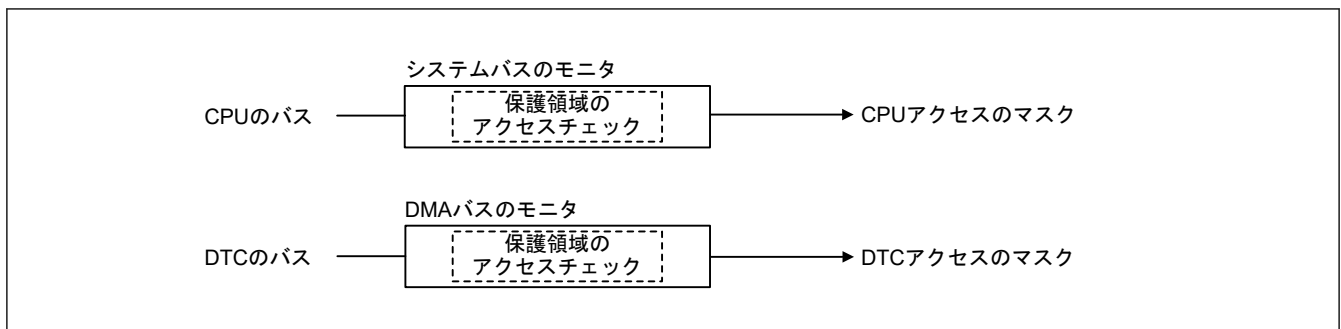 システムバスのモニタ
CPUのバス
保護領域の
アクセスチェック
CPUアクセスのマスク
DMAバスのモニタ
DTCのバス
保護領域の
アクセスチェック
DTCアクセスのマスク